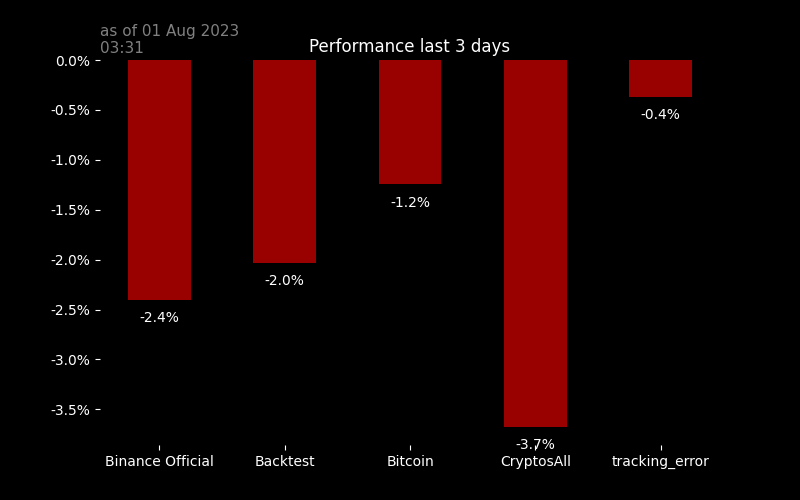 as of 01 Aug 2023
03:31
Performance last 3 days
0.0%
-0.5%
-1.0%
-1.5%
-2.0%
-2.5%
-3.0%
-3.5%
-2.4%
-2.0%
-1.2%
-3.7%
-0.4%
Binance Official
Backtest
Bitcoin
CryptosAll
tracking_error